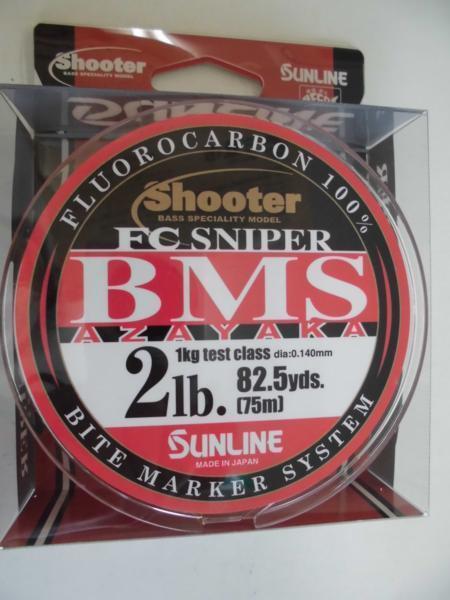 Shooter
BASS SPECIALITY MODEL
SUNLINE
SUNLINE
FLUOROCARBON 100%
Shooter
BASS SPECIALITY MODEL
FC SNIPER
BMS
AZAYAKA
1kg test class dia:0.140mm
2lb. 82.5yds.
(75m)
SUNLINE
MADE IN JAPAN
BITE MARKER SYSTEM